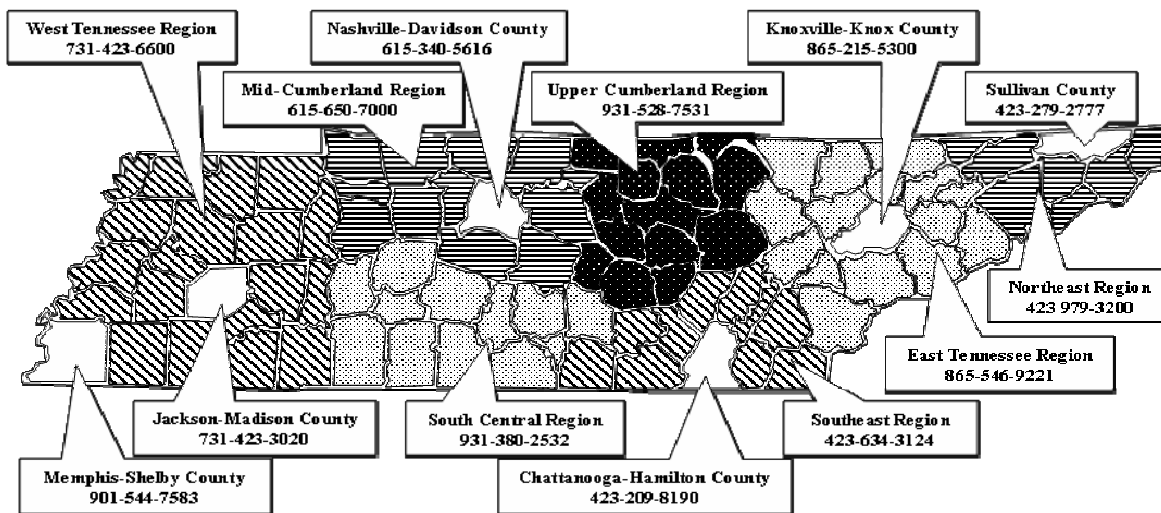 West Tennessee Region
731-423-6600
Nashville-Davidson County
615-340-5616
Knoxville-Knox County
865-215-5300
Mid-Cumberland Region
615-650-7000
Upper Cumberland Region
931-528-7531
Sullivan County
423-279-2777
Northeast Region
423 979-3200
East Tennessee Region
865-546-9221
Jackson-Madison County
731-423-3020
South Central Region
931-380-2532
Southeast Region
423-634-3124
Memphis-Shelby County
901-544-7583
Chattanooga-Hamilton County
423-209-8190